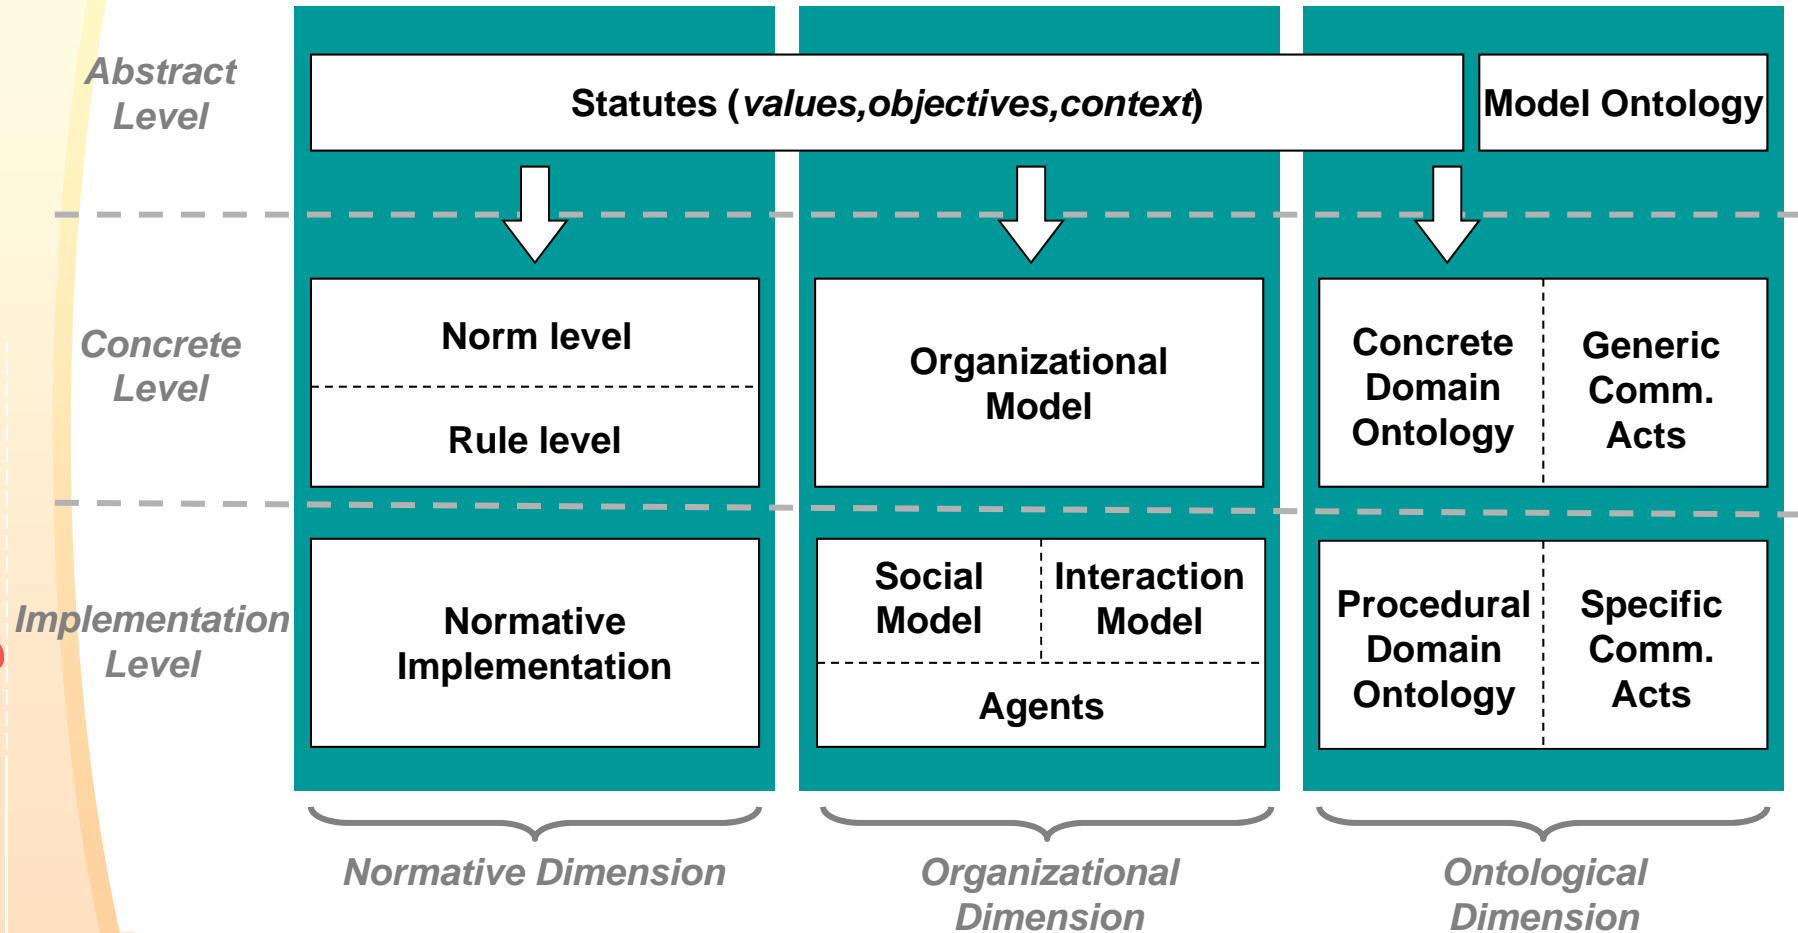 Abstract
Level
Statutes (values,objectives,context)
Model Ontology
Concrete
Level
Norm level
Rule level
Organizational
Model
Concrete
Domain
Ontology
Generic
Comm.
Acts
Implementation
Level
Normative
Implementation
Social
Model
Interaction
Model
Agents
Procedural
Domain
Ontology
Specific
Comm.
Acts
Normative Dimension
Organizational
Dimension
Ontological
Dimension